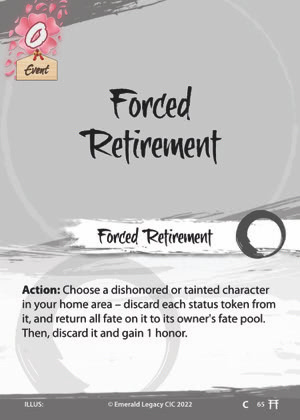 0
Event
Forced
Retirement
Forced Retirement
Action: Choose a dishonored or tainted character
in your home area – discard each status token from
it, and return all fate on it to its owner's fate pool.
Then, discard it and gain 1 honor.
ILLUS: © Emerald Legacy CIC 2022 C 65